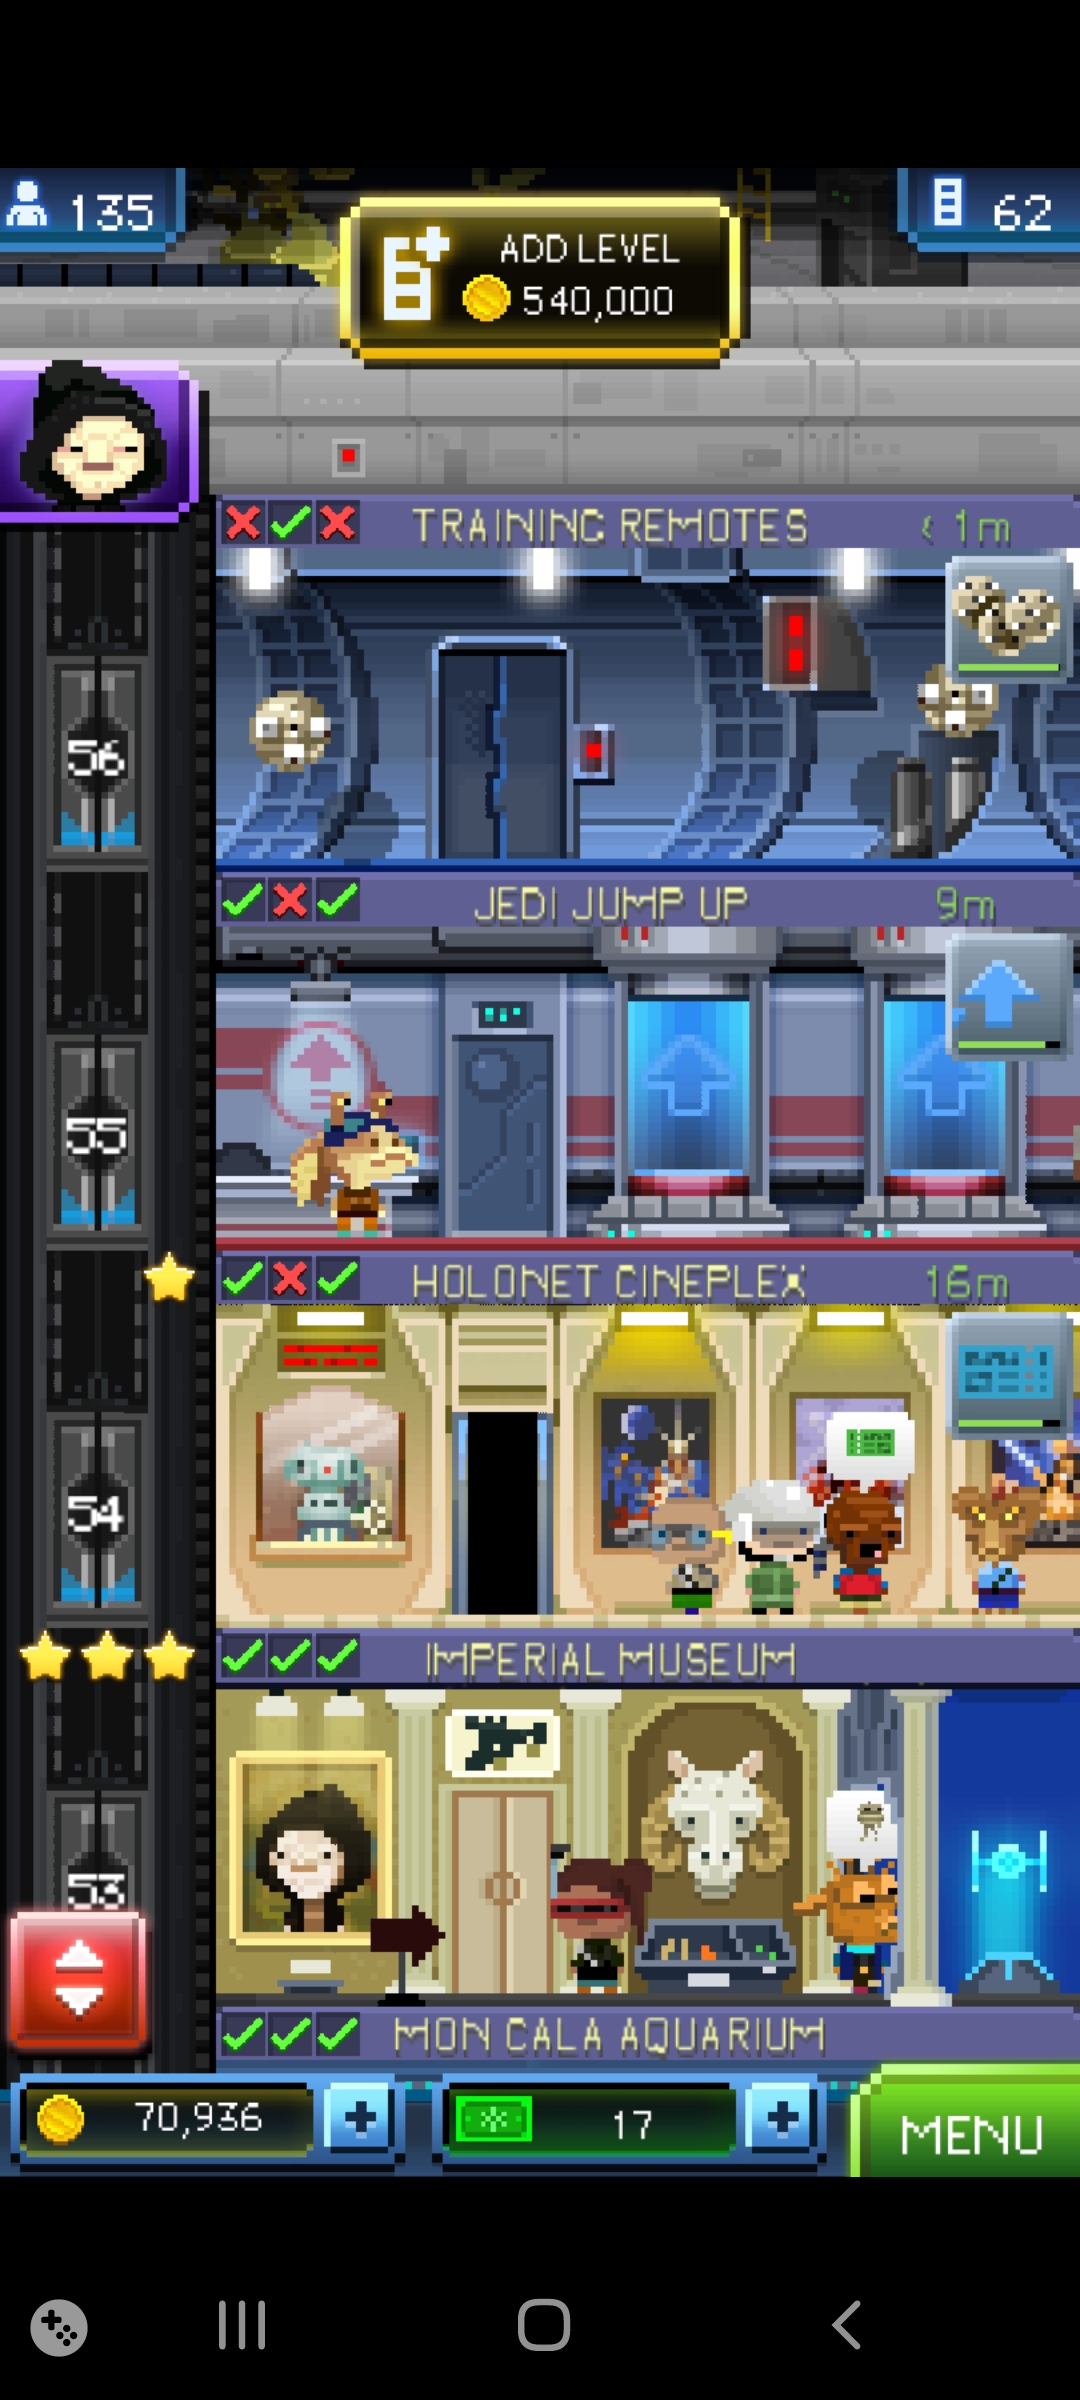 135
ADD LEVEL
540,000
62
TRAINING REMOTES
< 1m
56
JEDI JUMP UP
9m
55
HOLONET CINEPLEX
16m
54
IMPERIAL MUSEUM
53
MON CALA AQUARIUM
70,936
17
MENU